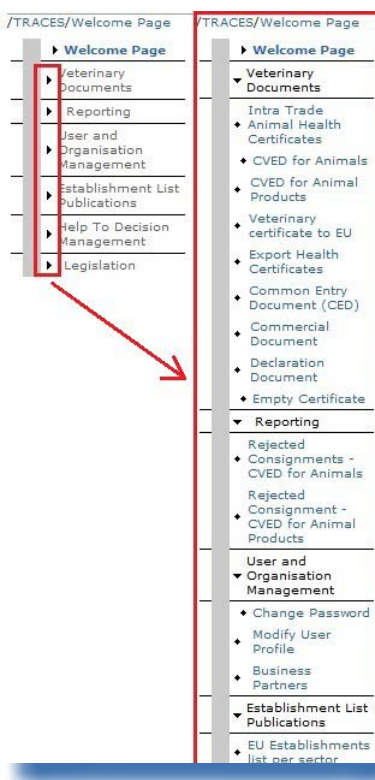 /TRACES/Welcome Page
Welcome Page
Veterinary
Documents
Reporting
User and
Organisation
Management
Establishment List
Publications
Help To Decision
Management
Legislation
/TRACES/Welcome Page
Welcome Page
Veterinary
Documents
Intra Trade
Animal Health
Certificates
CVED for Animals
CVED for Animal
Products
Veterinary
certificate to EU
Export Health
Certificates
Common Entry
Document (CED)
Commercial
Document
Declaration
Document
Empty Certificate
Reporting
Rejected
Consignments -
CVED for Animals
Rejected
Consignment -
CVED for Animal
Products
User and
Organisation
Management
Change Password
Modify User
Profile
Business
Partners
Establishment List
Publications
EU Establishments
list per sector